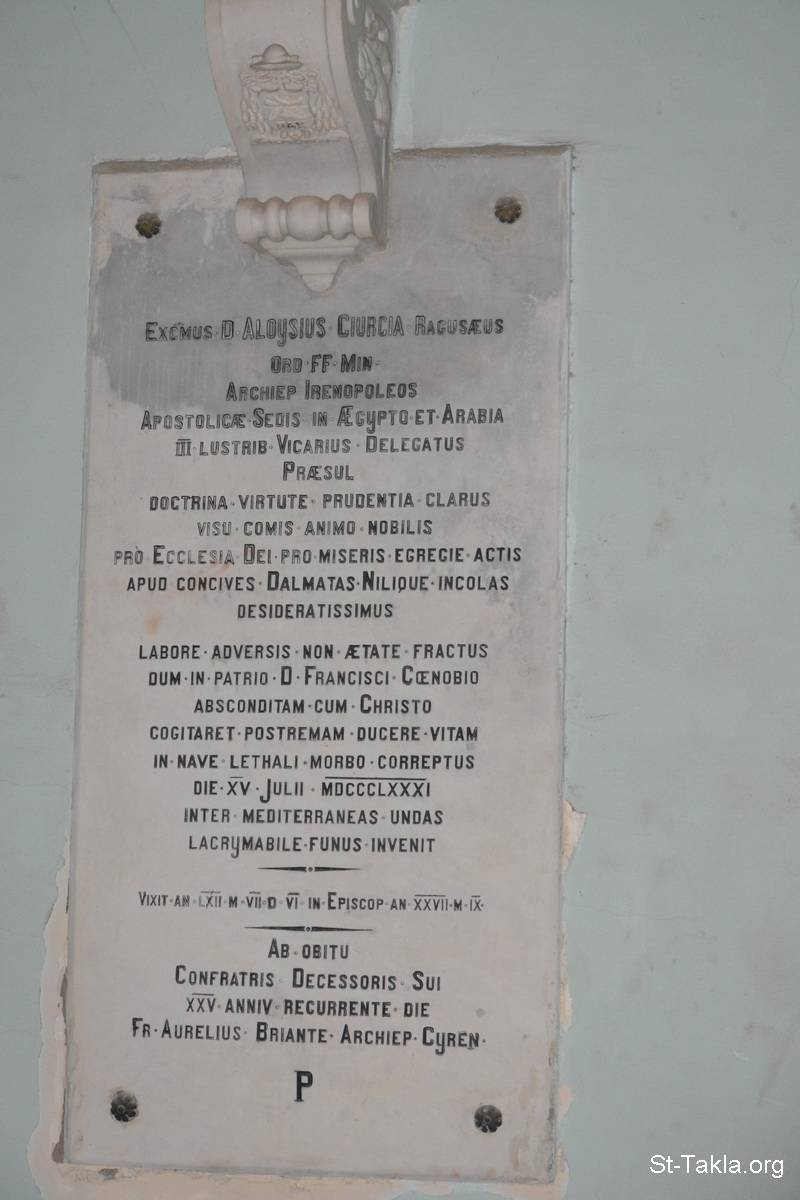 Excmus · D · Aloysius · Ciurcia · Ragusæus
Ord · FF · Min ·
Archiep Irenopoleos
Apostolicæ · Sedis in Ægypto · et · Arabia
III · lustrib · Vicarius · Delegatus
Præsul
doctrina · virtute · prudentia · clarus
visu · comis animo · nobilis
pro Ecclesia Dei · pro · miseris · egregie · actis
apud concives · Dalmatas · Nilique · incolas
desideratissimus
labore · adversis · non · ætate · fractus
dum · in · patrio · D · Francisci · Cœnobio
absconditam · cum · Christo
cogitaret · postremam · ducere · vitam
in · nave · lethali · morbo · correptus
die · XV · Julii · MDCCCLXXXI
inter · mediterraneas · undas
lacrymabile · funus · invenit
Vixit · an · LXII · M · VII · D · VI · in · Episcop · an · XXVII · M · IX ·
Ab · obitu
Confratris Decessoris · Sui
XXV · anniv · recurrente · die
Fr · Aurelius · Briante · Archiep · Cyren ·
P
St-Takla.org